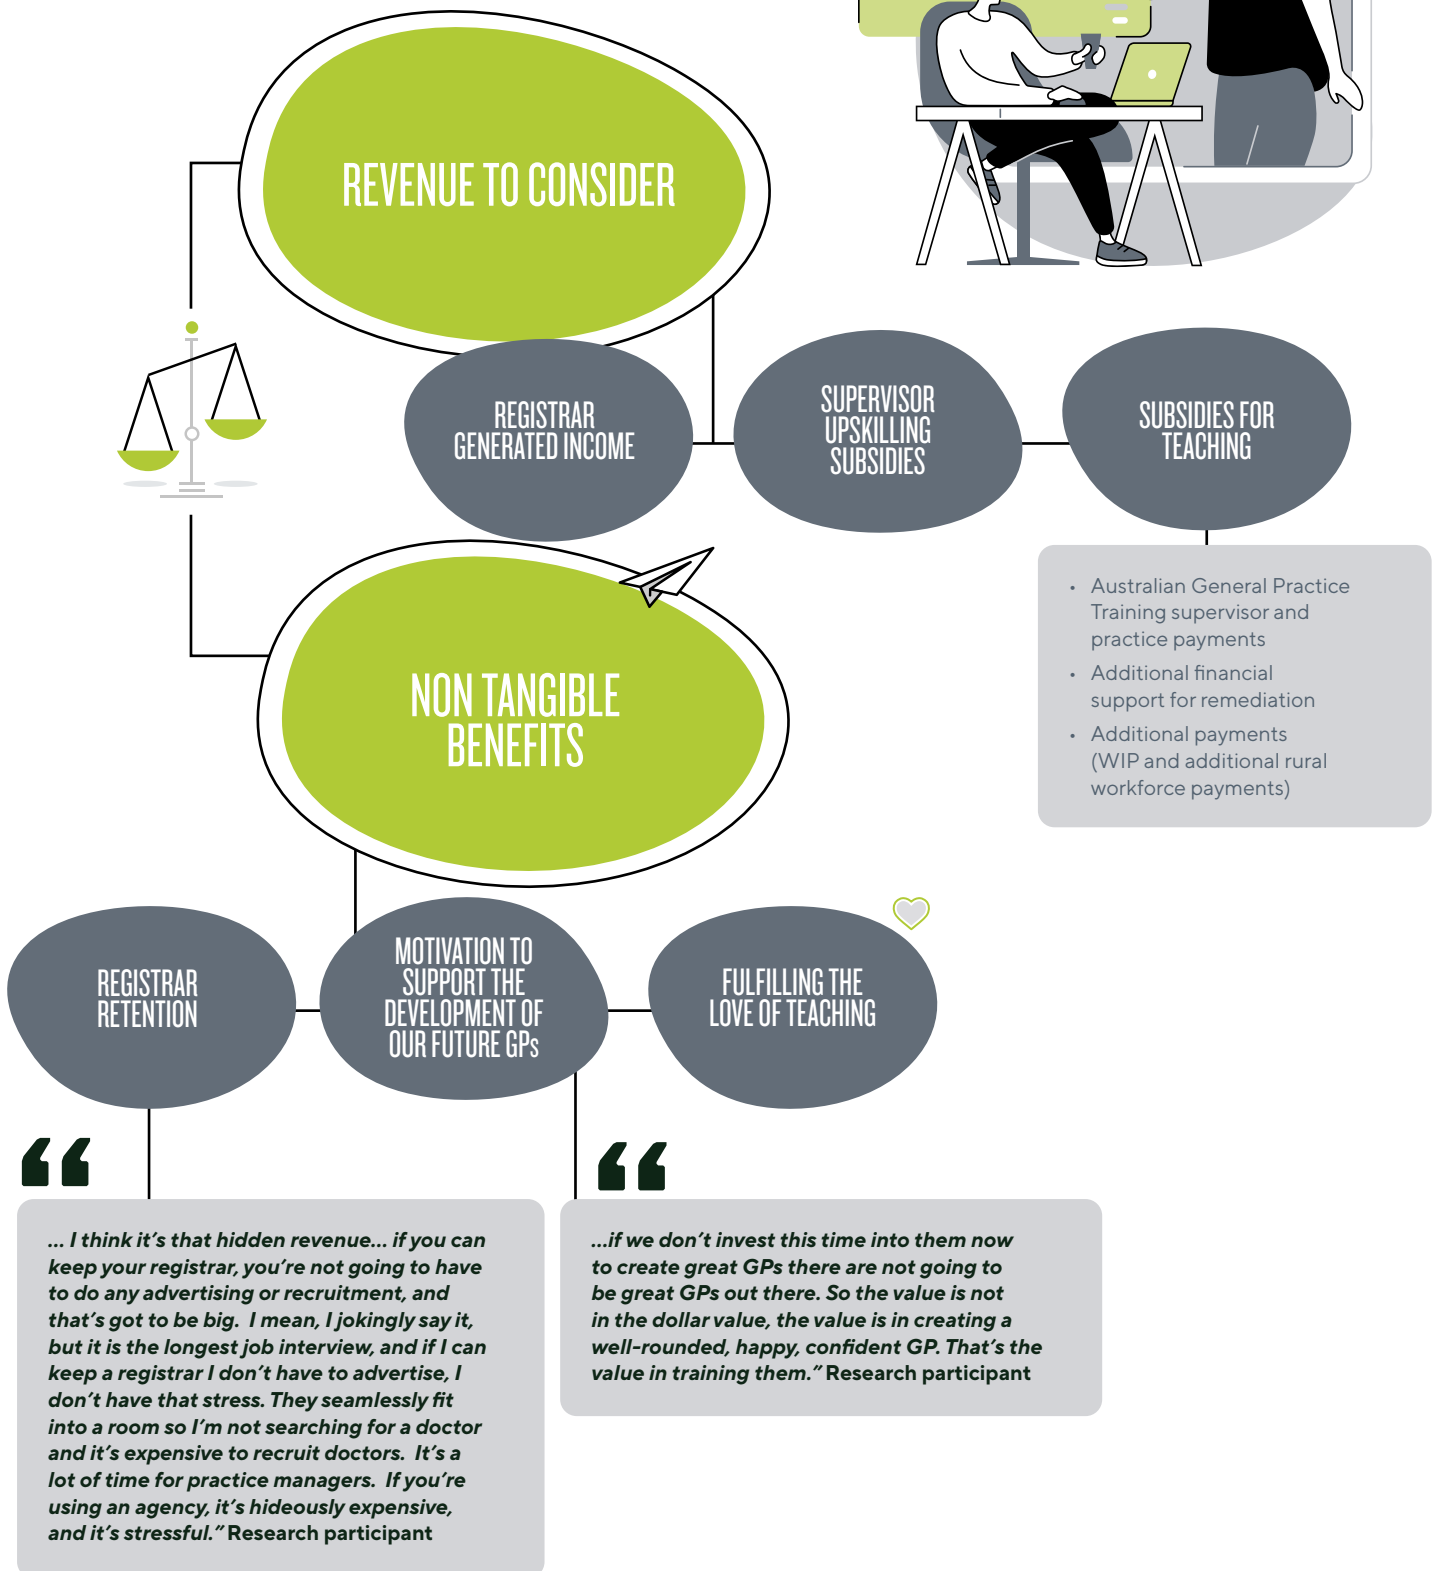 REVENUE TO CONSIDER
REGISTRAR
GENERATED INCOME
SUPERVISOR
UPSKILLING
SUBSIDIES
SUBSIDIES FOR
TEACHING
• Australian General Practice
Training supervisor and
practice payments
• Additional financial
support for remediation
• Additional payments
(WIP and additional rural
workforce payments)
NON TANGIBLE
BENEFITS
REGISTRAR
RETENTION
MOTIVATION TO
SUPPORT THE
DEVELOPMENT OF
OUR FUTURE GPs
FULFILLING THE
LOVE OF TEACHING
“
... I think it’s that hidden revenue... if you can
keep your registrar, you’re not going to have
to do any advertising or recruitment, and
that’s got to be big. I mean, I jokingly say it,
but it is the longest job interview, and if I can
keep a registrar I don’t have to advertise, I
don’t have that stress. They seamlessly fit
into a room so I’m not searching for a doctor
and it’s expensive to recruit doctors. It’s a
lot of time for practice managers. If you’re
using an agency, it’s hideously expensive,
and it’s stressful.” Research participant
“
...if we don’t invest this time into them now
to create great GPs there are not going to
be great GPs out there. So the value is not
in the dollar value, the value is in creating a
well-rounded, happy, confident GP. That’s the
value in training them.” Research participant